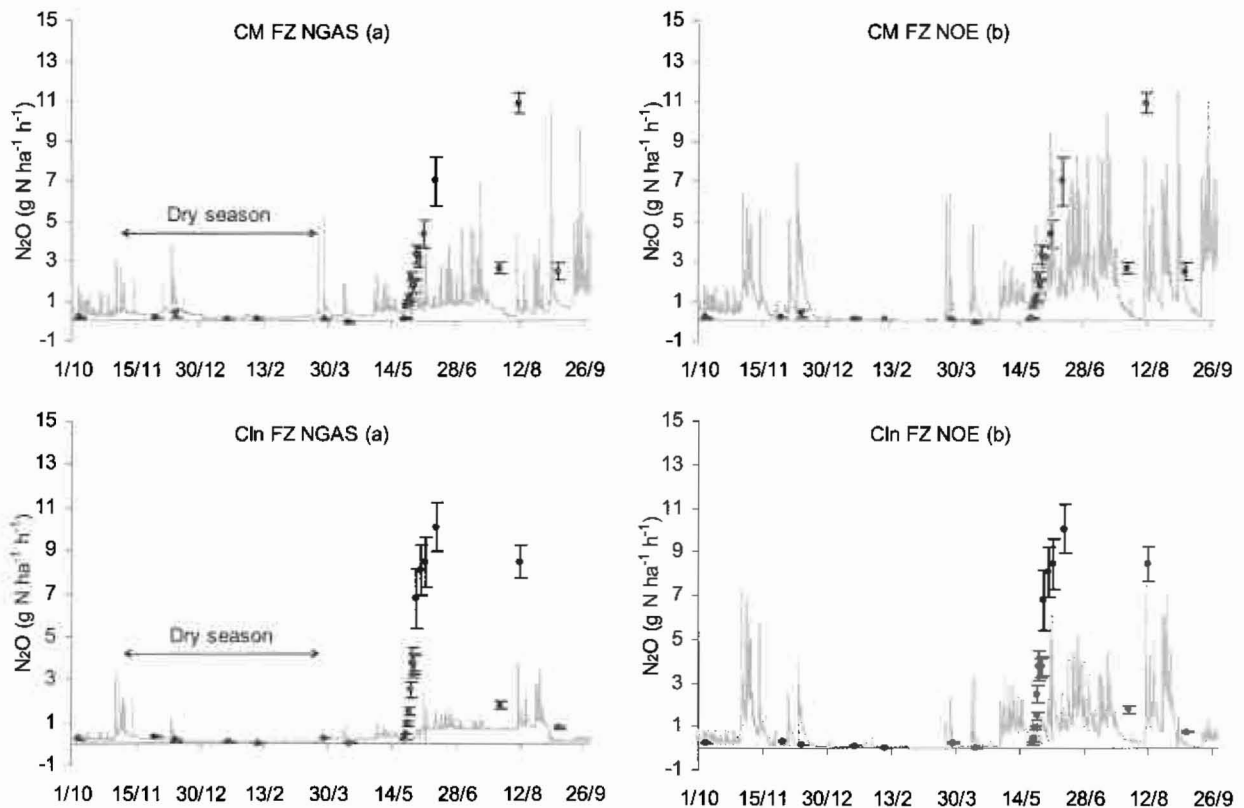 CM FZ NGAS (a)
N₂O (g N ha⁻¹ h⁻¹)
15
13
11
9
7
5
3
1
-1
Dry season
1/10 15/11 30/12 13/2 30/3 14/5 28/6 12/8 26/9
CM FZ NOE (b)
N₂O (g N ha⁻¹ h⁻¹)
15
13
11
9
7
5
3
1
-1
1/10 15/11 30/12 13/2 30/3 14/5 28/6 12/8 26/9
Cln FZ NGAS (a)
N₂O (g N ha⁻¹ h⁻¹)
15
13
11
9
7
5
3
1
-1
Dry season
1/10 15/11 30/12 13/2 30/3 14/5 28/6 12/8 26/9
Cln FZ NOE (b)
N₂O (g N ha⁻¹ h⁻¹)
15
13
11
9
7
5
3
1
-1
1/10 15/11 30/12 13/2 30/3 14/5 28/6 12/8 26/9